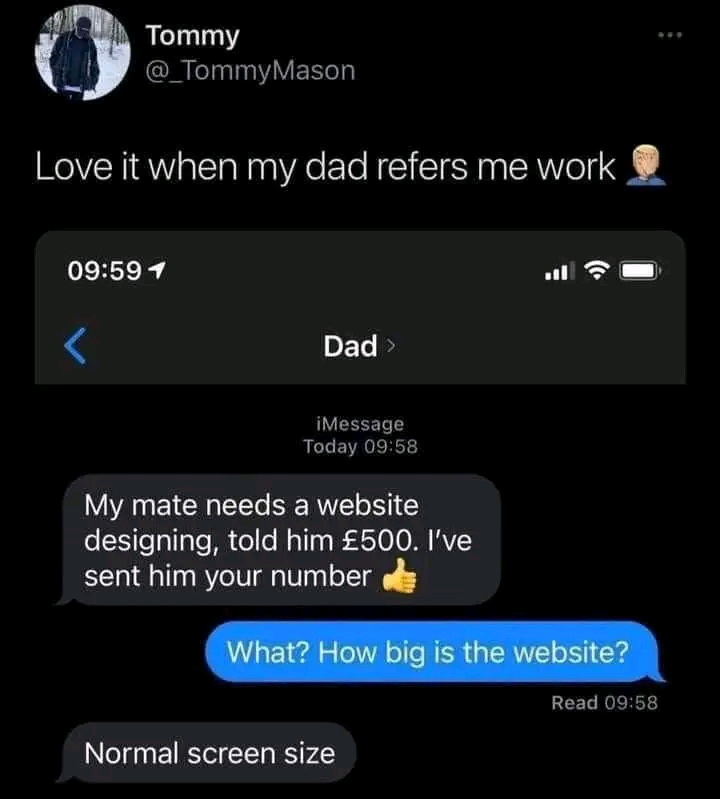 Tommy
@_TommyMason
Love it when my dad refers me work 🤦🏼‍♂️
09:59
Dad
iMessage
Today 09:58
My mate needs a website
designing, told him £500. I’ve
sent him your number 👍
What? How big is the website?
Read 09:58
Normal screen size